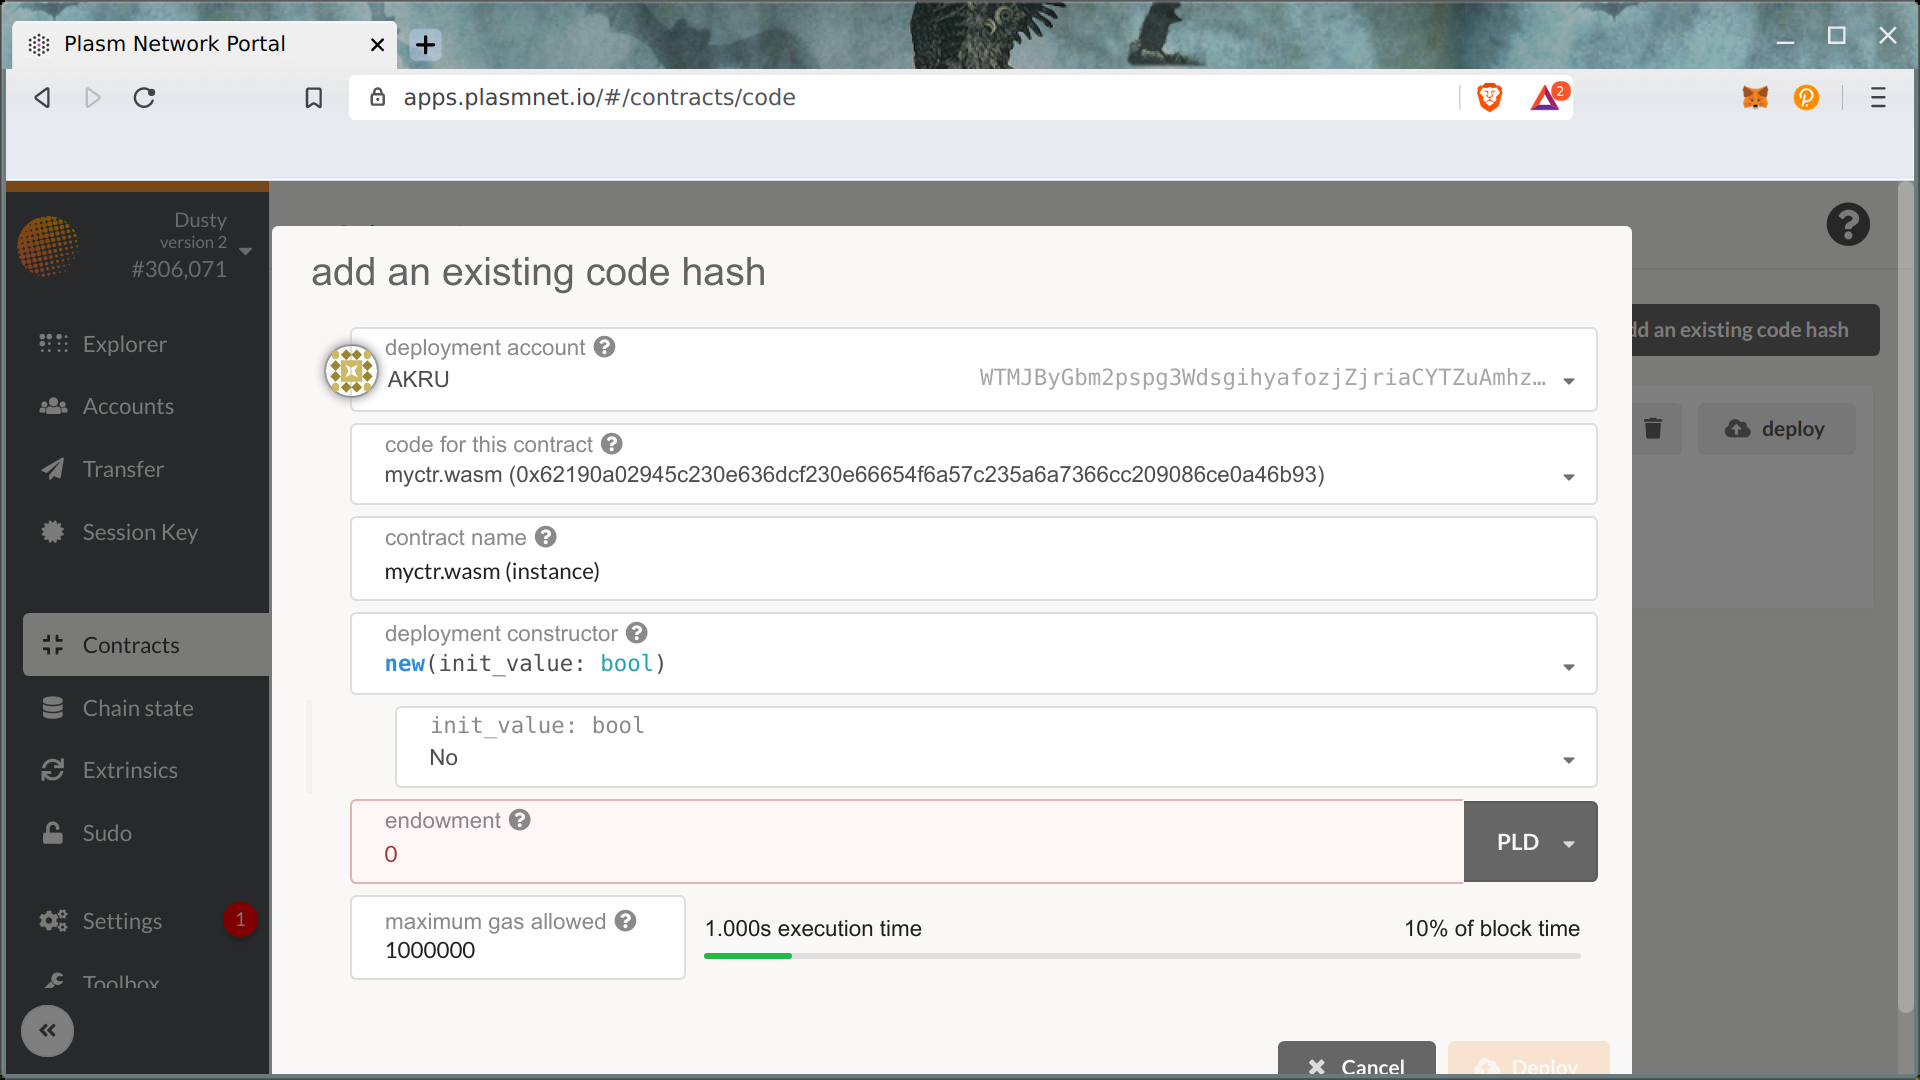 Plasm Network Portal
apps.plasmnet.io/#/contracts/code
2
Dusty
version 2
#306,071
Explorer
Accounts
Transfer
Session Key
Contracts
Chain state
Extrinsics
Sudo
Settings
1
Toolbox
add an existing code hash
deployment account
AKRU
WTMJByGbm2pspg3WdsgihyafozjZjriaCYTZuAmhz…
code for this contract
myctr.wasm (0x62190a02945c230e636dcf230e66654f6a57c235a6a7366cc209086ce0a46b93)
contract name
myctr.wasm (instance)
deployment constructor
new(init_value: bool)
init_value: bool
No
endowment
0
PLD
maximum gas allowed
1000000
1.000s execution time
10% of block time
Cancel
Deploy
dd an existing code hash
deploy